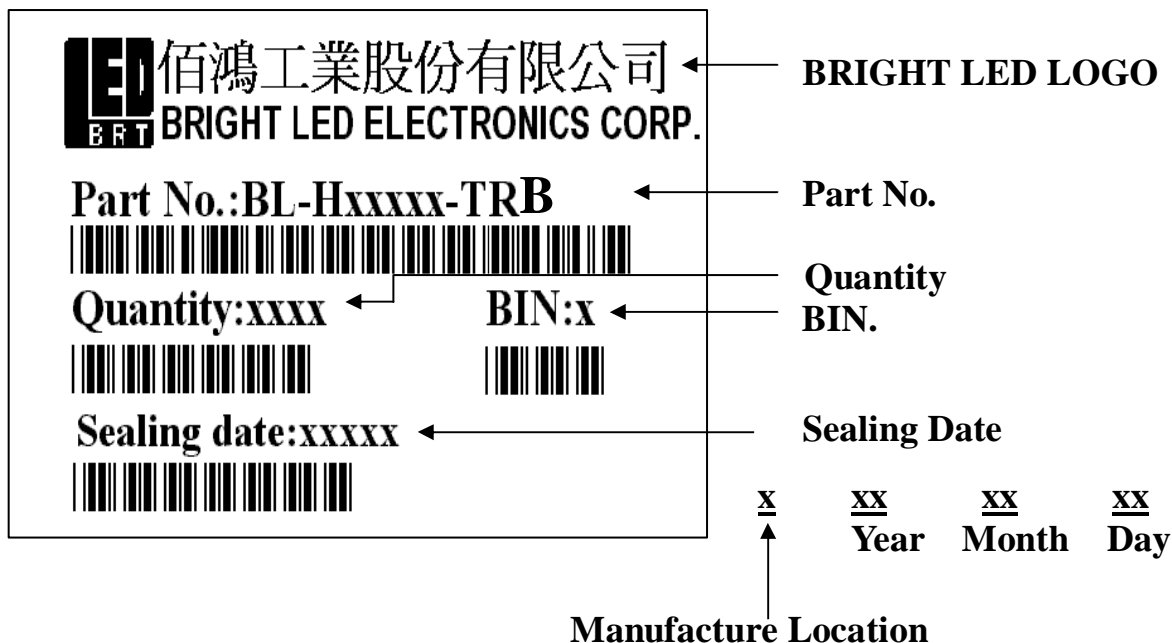 LED 佰鴻工業股份有限公司 BRIGHT LED LOGO
BRT BRIGHT LED ELECTRONICS CORP.
Part No.:BL-Hxxxxx-TRB Part No.
Quantity
Quantity:xxxx BIN:x BIN.
Sealing date:xxxxx Sealing Date
x xx xx xx
Year Month Day
Manufacture Location